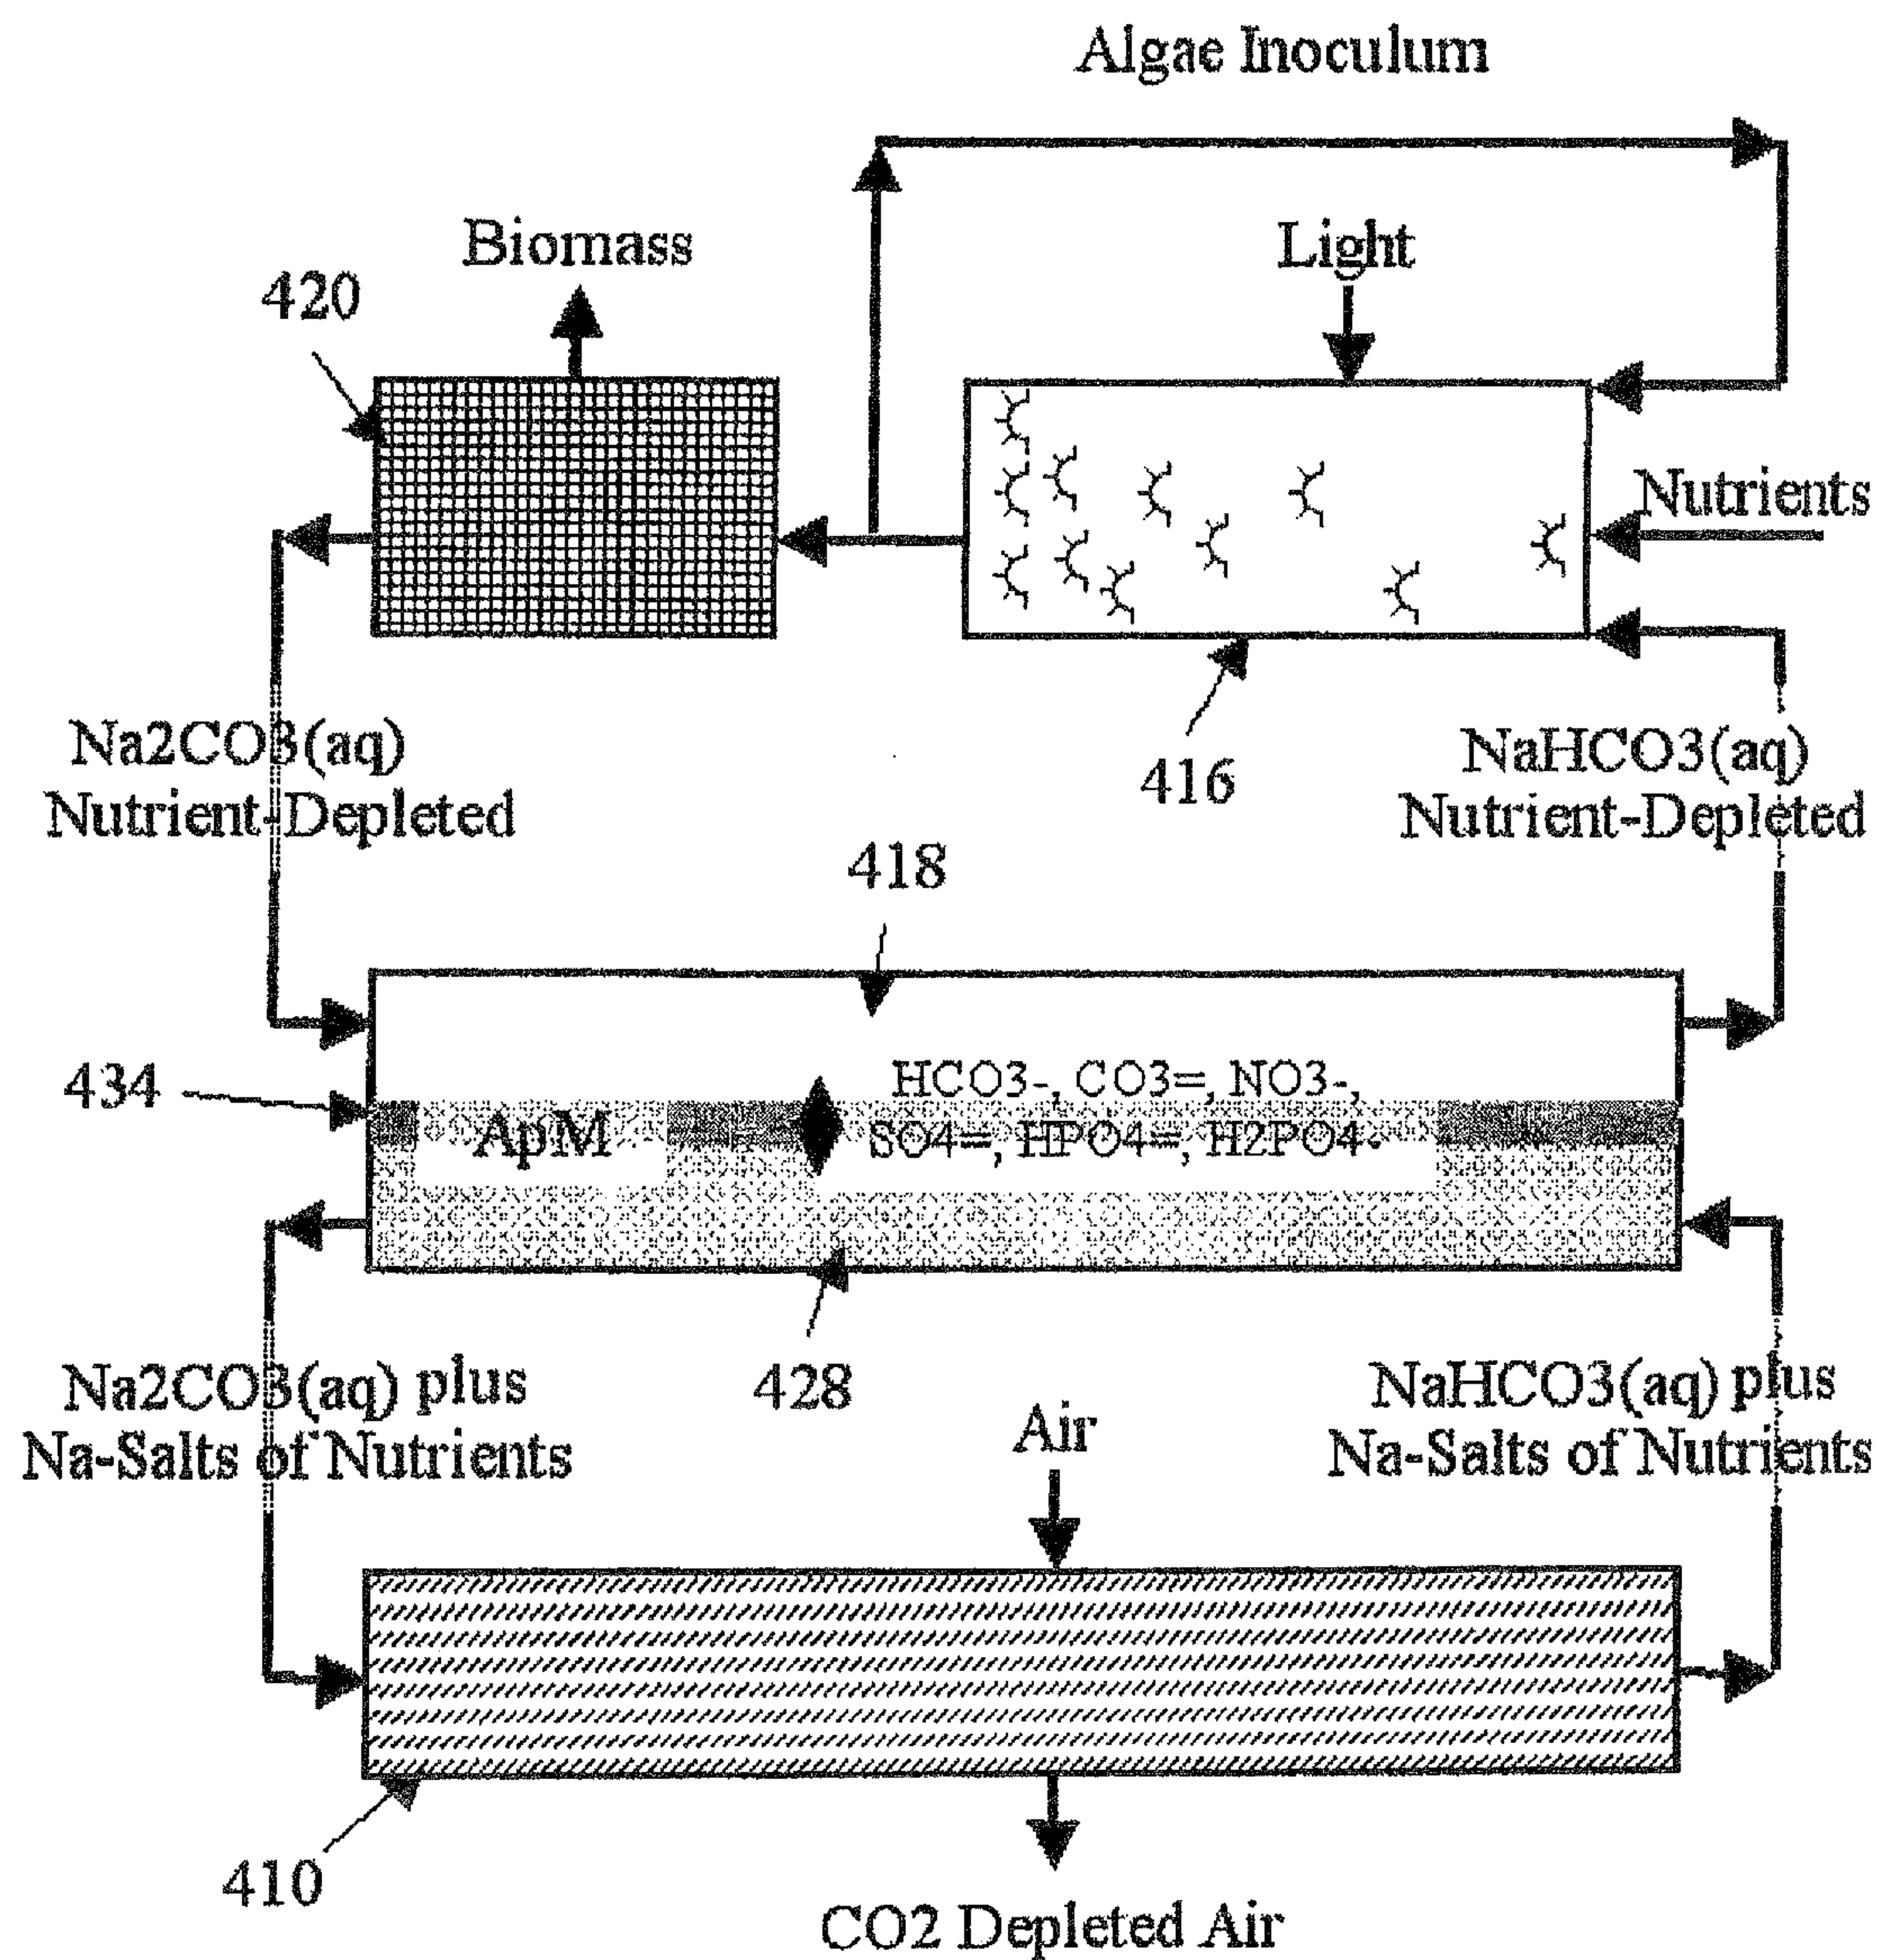 Algae Inoculum
Biomass
Light
420
Nutrients
416
Na2CO3(aq)
Nutrient-Depleted
NaHCO3(aq)
Nutrient-Depleted
418
434
ApM
HCO3-, CO3=, NO3-,
SO4=, HPO4=, H2PO4-
428
Na2CO3(aq) plus
Na-Salts of Nutrients
NaHCO3(aq) plus
Na-Salts of Nutrients
Air
410
CO2 Depleted Air